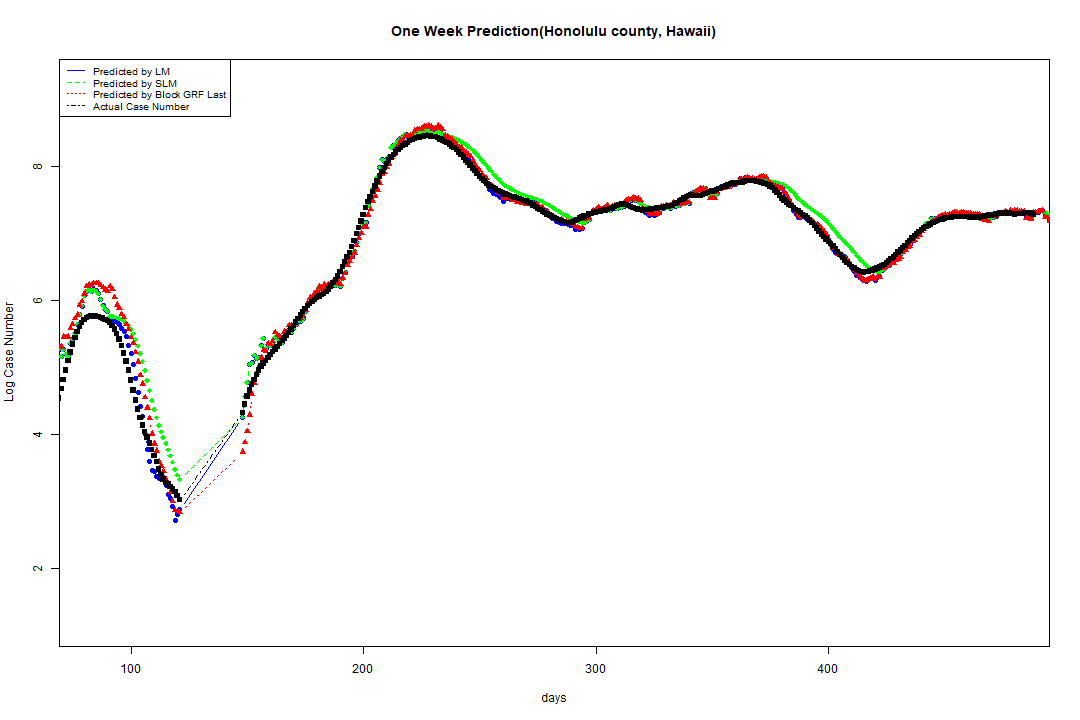 One Week Prediction(Honolulu county, Hawaii)
Predicted by LM
Predicted by SLM
Predicted by Block GRF Last
Actual Case Number
8
6
4
2
Log Case Number
100 200 300 400
days